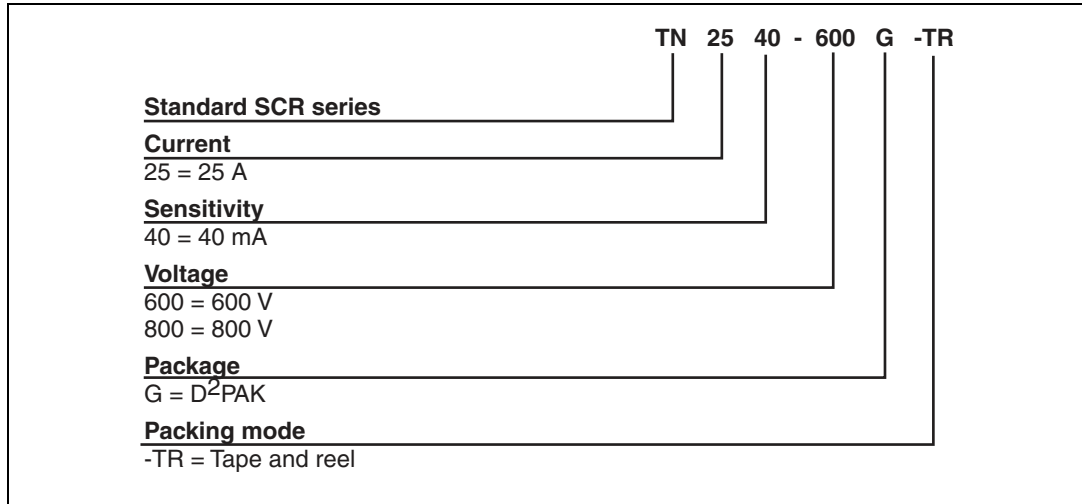 TN 25 40 - 600 G -TR
Standard SCR series
Current
25 = 25 A
Sensitivity
40 = 40 mA
Voltage
600 = 600 V
800 = 800 V
Package
G = D²PAK
Packing mode
-TR = Tape and reel